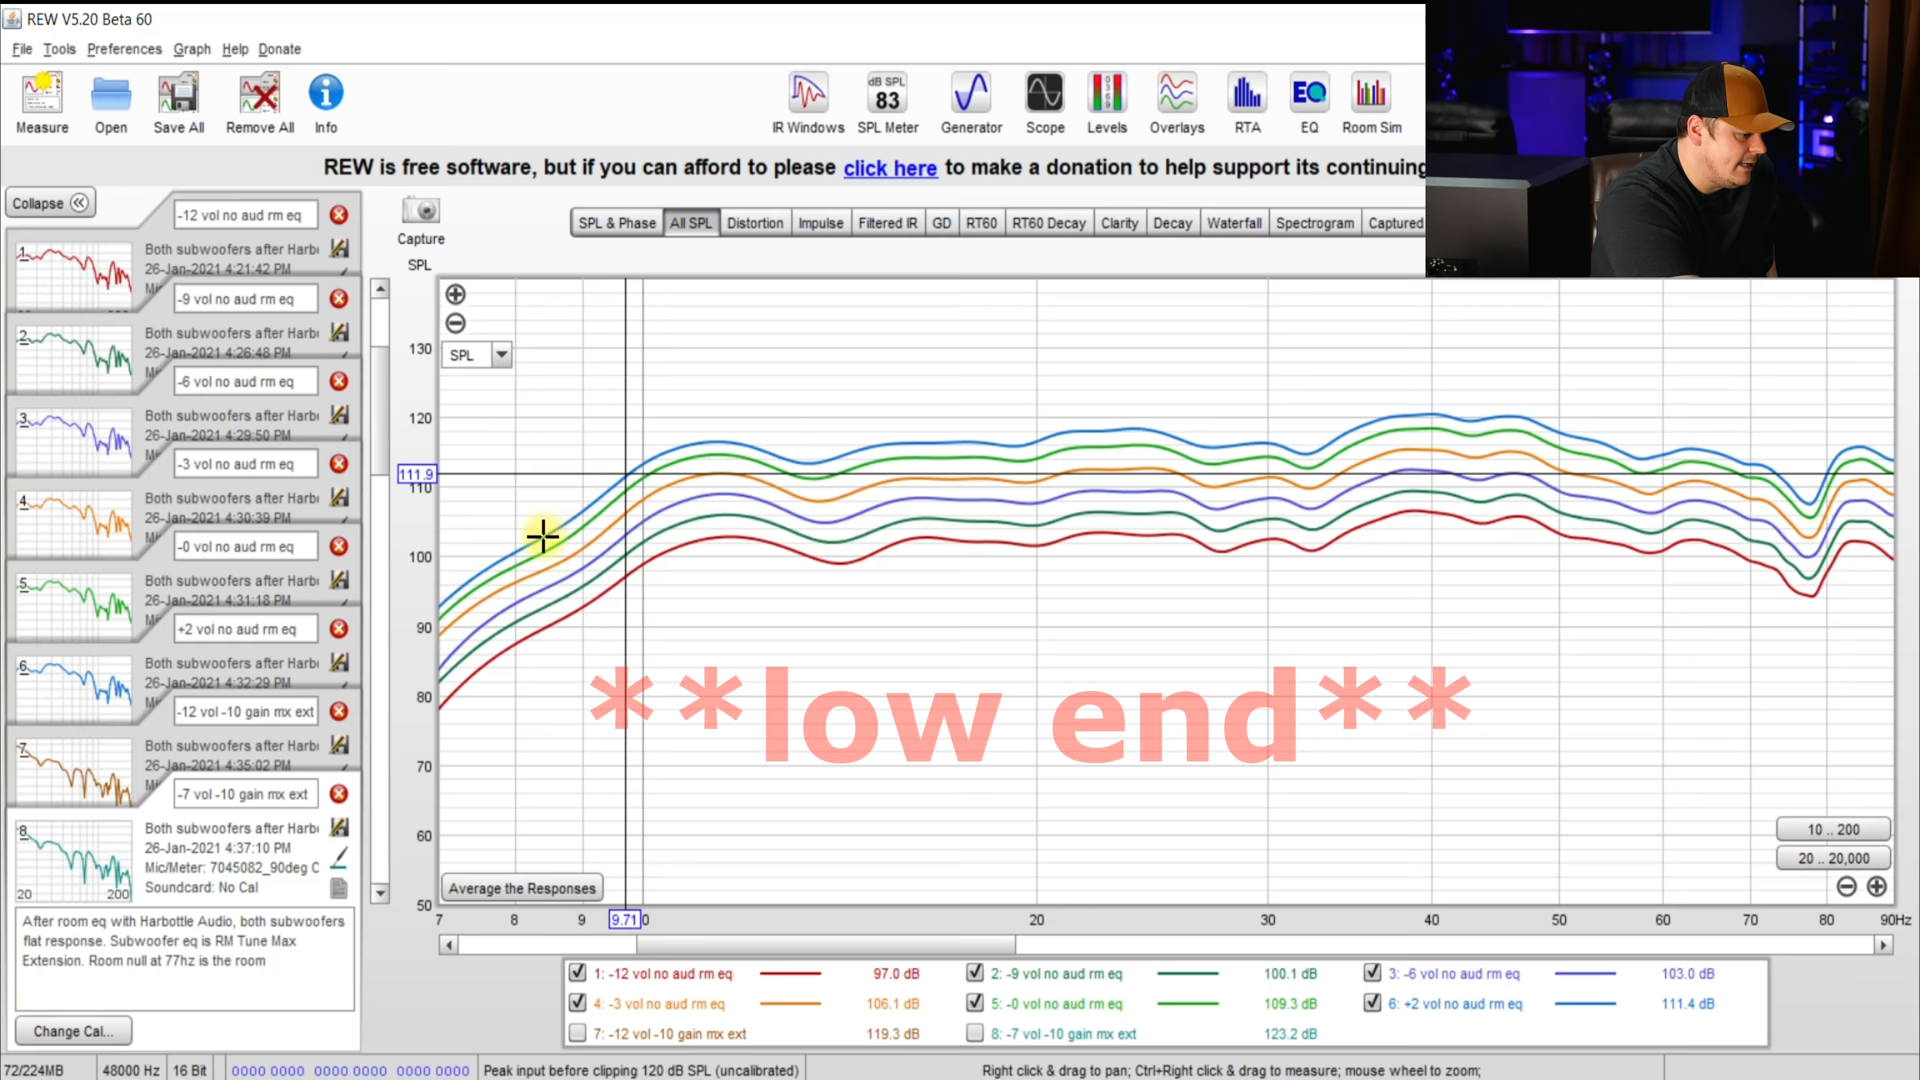 REW V5.20 Beta 60
File Tools Preferences Graph Help Donate
Measure Open Save All Remove All Info
dB SPL
83
EQ
IR Windows SPL Meter Generator Scope Levels Overlays RTA EQ Room Sim
REW is free software, but if you can afford to please click here to make a donation to help support its continuing
Collapse
Capture
SPL & Phase All SPL Distortion Impulse Filtered IR GD RT60 RT60 Decay Clarity Decay Waterfall Spectrogram Captured
-12 vol no aud rm eq
1
Both subwoofers after Harb
26-Jan-2021 4:21:42 PM
-9 vol no aud rm eq
2
Both subwoofers after Harb
26-Jan-2021 4:26:48 PM
-6 vol no aud rm eq
3
Both subwoofers after Harb
26-Jan-2021 4:29:50 PM
-3 vol no aud rm eq
4
Both subwoofers after Harb
26-Jan-2021 4:30:39 PM
-0 vol no aud rm eq
5
Both subwoofers after Harb
26-Jan-2021 4:31:18 PM
+2 vol no aud rm eq
6
Both subwoofers after Harb
26-Jan-2021 4:32:29 PM
-12 vol -10 gain mx ext
7
Both subwoofers after Harb
26-Jan-2021 4:35:02 PM
-7 vol -10 gain mx ext
8
Both subwoofers after Harb
26-Jan-2021 4:37:10 PM
Mic/Meter: 7045082_90deg C
Soundcard: No Cal
20 200
After room eq with Harbottle Audio, both subwoofers
flat response. Subwoofer eq is RM Tune Max
Extension. Room null at 77hz is the room
Change Cal...
SPL
SPL
130
120
111.9
110
100
90
80
70
60
50
**low end**
10 .. 200
20 .. 20,000
Average the Responses
7 8 9 9.71 0 20 30 40 50 60 70 80 90Hz
1: -12 vol no aud rm eq 97.0 dB 2: -9 vol no aud rm eq 100.1 dB 3: -6 vol no aud rm eq 103.0 dB
4: -3 vol no aud rm eq 106.1 dB 5: -0 vol no aud rm eq 109.3 dB 6: +2 vol no aud rm eq 111.4 dB
7: -12 vol -10 gain mx ext 119.3 dB 8: -7 vol -10 gain mx ext 123.2 dB
72/224MB 48000 Hz 16 Bit 0000 0000 0000 0000 0000 0000 Peak input before clipping 120 dB SPL (uncalibrated) Right click & drag to pan; Ctrl+Right click & drag to measure; mouse wheel to zoom;